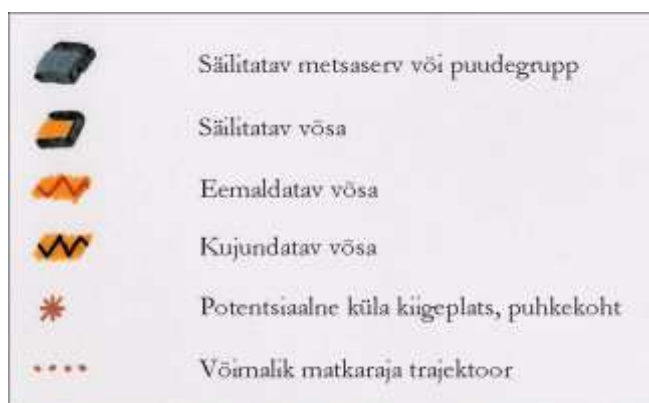 Säilitatav metsaserv või puudegrupp
Säilitatav võsa
Eemaldatav võsa
Kujundatav võsa
Potentsiaalne küla kiigeplats, puhkekoht
Võimalik matkaraja trajektoor